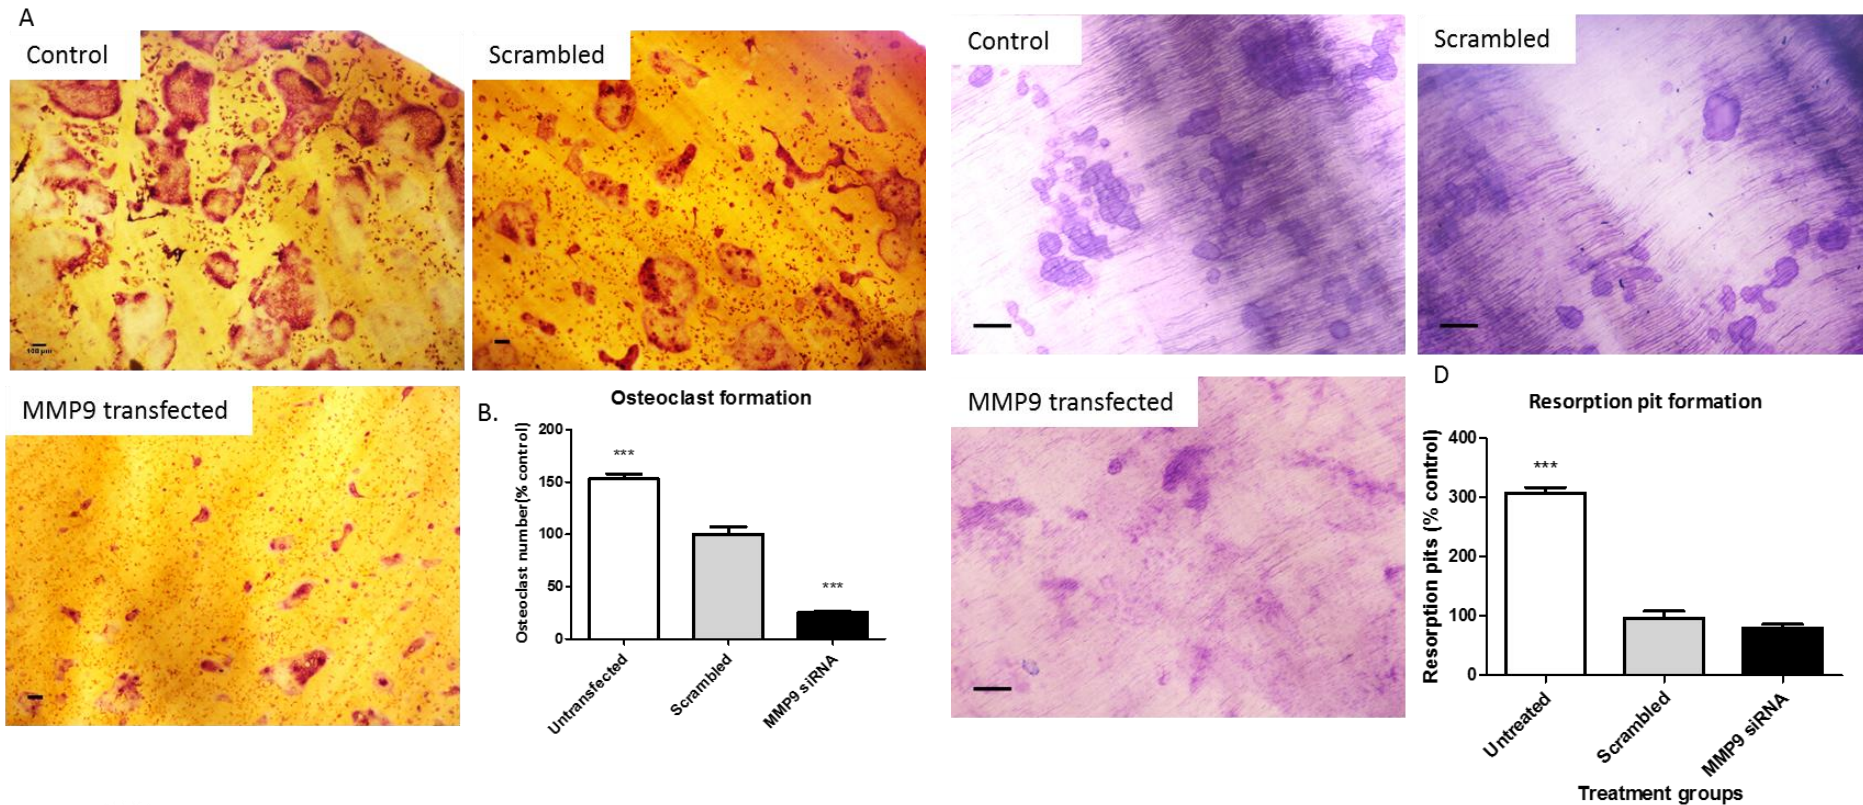 A
Control
Scrambled
Control
Scrambled
100 µm
MMP9 transfected
B.
Osteoclast formation
Osteoclast number(% control)
200
150
100
50
0
***
***
Untransfected
Scrambled
MMP9 siRNA
MMP9 transfected
D
Resorption pit formation
Resorption pits (% control)
400
300
200
100
0
***
Untreated
Scrambled
MMP9 siRNA
Treatment groups